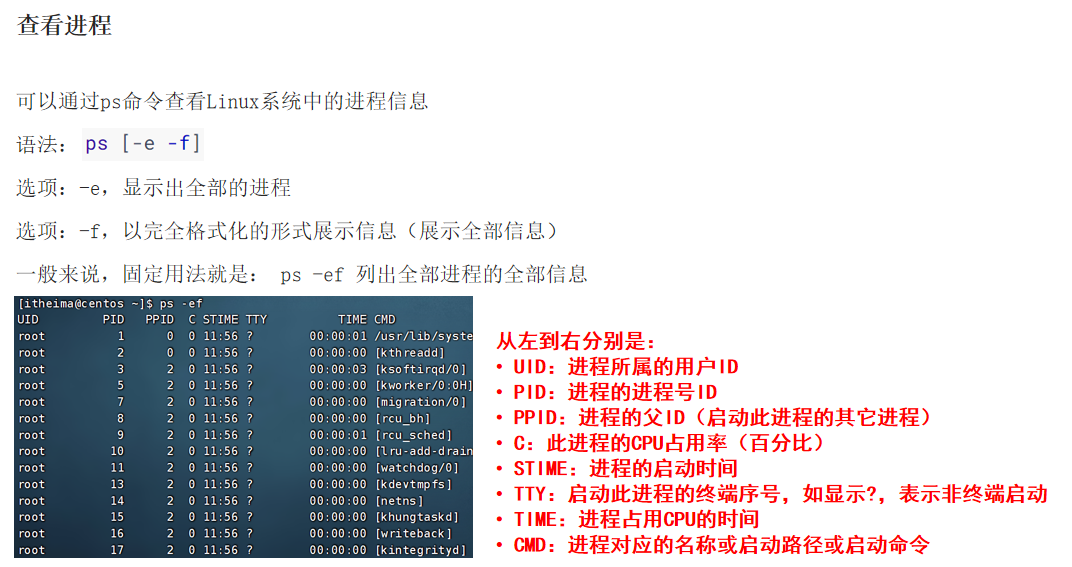 查看进程
可以通过ps命令查看Linux系统中的进程信息
语法：ps [-e -f]
选项：-e，显示出全部的进程
选项：-f，以完全格式化的形式展示信息（展示全部信息）
一般来说，固定用法就是： ps -ef 列出全部进程的全部信息
[itheima@centos ~]$ ps -ef
UID PID PPID C STIME TTY TIME CMD
root 1 0 0 11:56 ? 00:00:01 /usr/lib/syste
root 2 0 0 11:56 ? 00:00:00 [kthreadd]
root 3 2 0 11:56 ? 00:00:03 [ksoftirqd/0]
root 5 2 0 11:56 ? 00:00:00 [kworker/0:0H]
root 7 2 0 11:56 ? 00:00:00 [migration/0]
root 8 2 0 11:56 ? 00:00:00 [rcu_bh]
root 9 2 0 11:56 ? 00:00:01 [rcu_sched]
root 10 2 0 11:56 ? 00:00:00 [lru-add-drain
root 11 2 0 11:56 ? 00:00:00 [watchdog/0]
root 13 2 0 11:56 ? 00:00:00 [kdevtmpfs]
root 14 2 0 11:56 ? 00:00:00 [netns]
root 15 2 0 11:56 ? 00:00:00 [khungtaskd]
root 16 2 0 11:56 ? 00:00:00 [writeback]
root 17 2 0 11:56 ? 00:00:00 [kintegrityd]
从左到右分别是：
• UID：进程所属的用户ID
• PID：进程的进程号ID
• PPID：进程的父ID（启动此进程的其它进程）
• C：此进程的CPU占用率（百分比）
• STIME：进程的启动时间
• TTY：启动此进程的终端序号，如显示?，表示非终端启动
• TIME：进程占用CPU的时间
• CMD：进程对应的名称或启动路径或启动命令